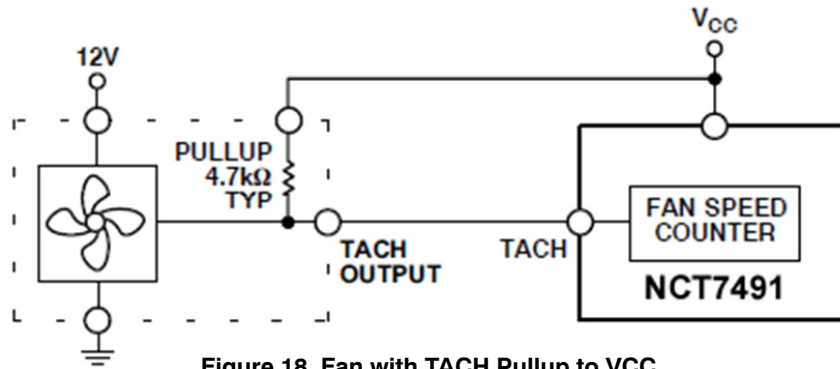 VCC
12V
PULLUP
4.7kΩ
TYP
TACH
OUTPUT
TACH
FAN SPEED
COUNTER
NCT7491
Figure 18. Fan with TACH Pullup to VCC